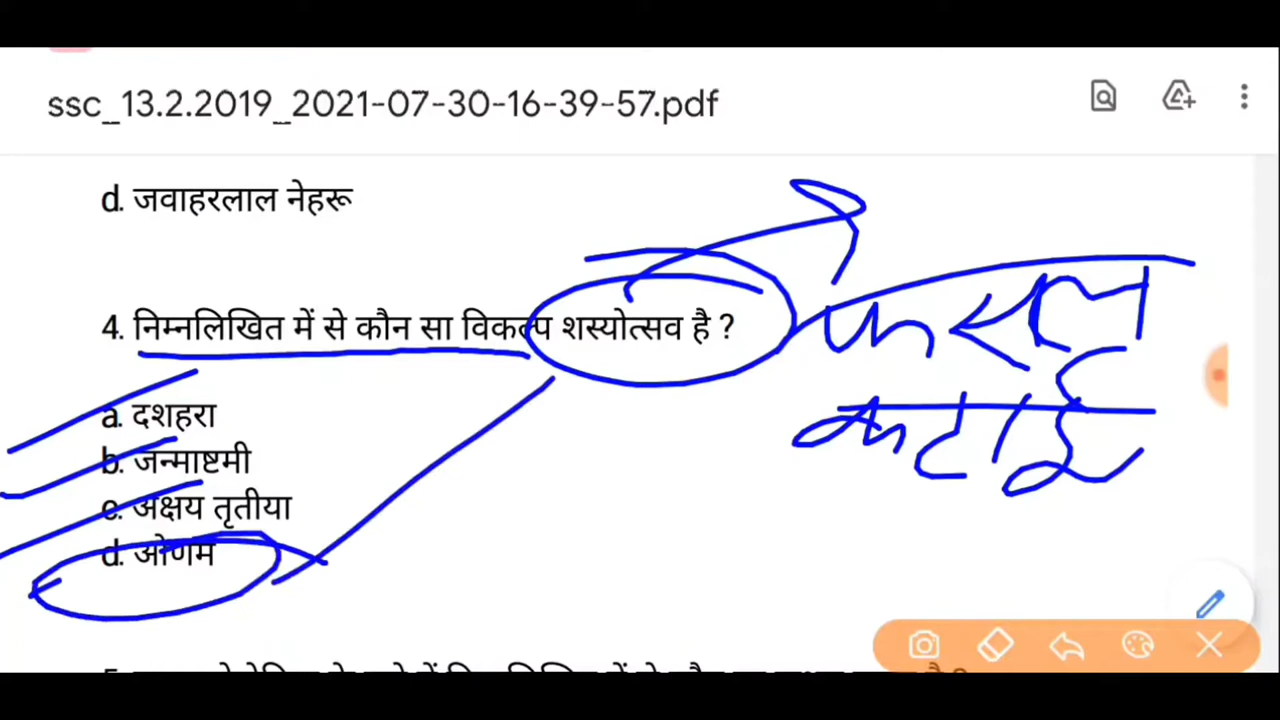 ssc_13.2.2019_2021-07-30-16-39-57.pdf
d. जवाहरलाल नेहरू
4. निम्नलिखित में से कौन सा विकल्प शस्योत्सव है ?
फसल
कटाई
a. दशहरा
b. जन्माष्टमी
c. अक्षय तृतीया
d. ओणम